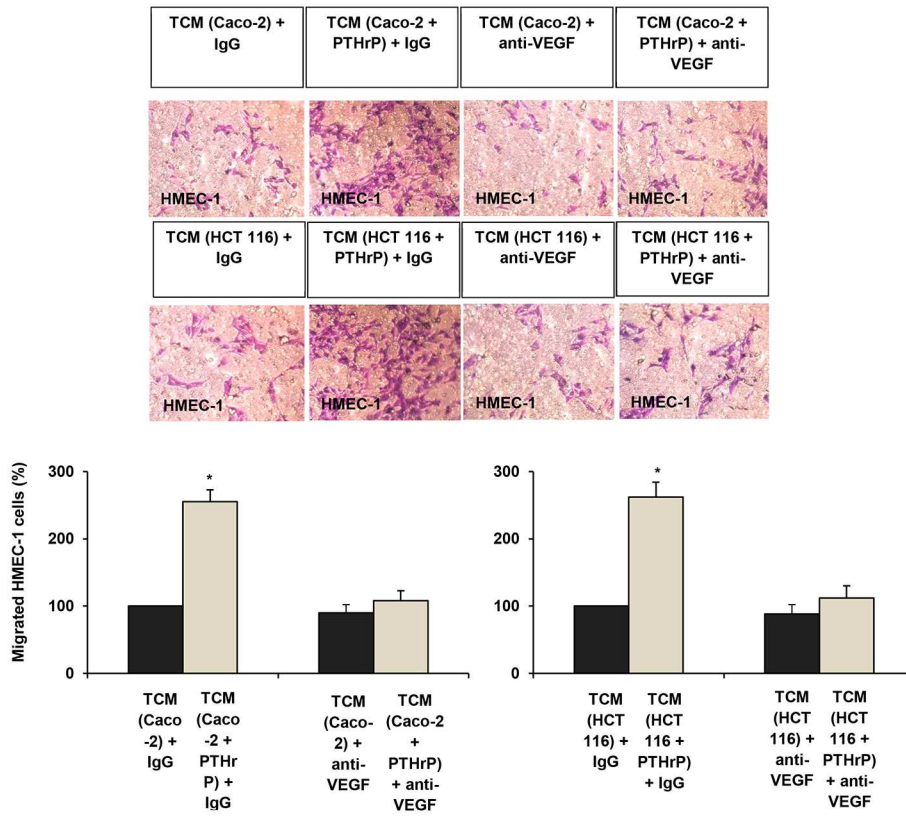 TCM (Caco-2) +
IgG
TCM (Caco-2 +
PTHrP) + IgG
TCM (Caco-2) +
anti-VEGF
TCM (Caco-2 +
PTHrP) + anti-
VEGF
HMEC-1
HMEC-1
HMEC-1
HMEC-1
TCM (HCT 116) +
IgG
TCM (HCT 116 +
PTHrP) + IgG
TCM (HCT 116) +
anti-VEGF
TCM (HCT 116 +
PTHrP) + anti-
VEGF
HMEC-1
HMEC-1
HMEC-1
HMEC-1
Migrated HMEC-1 cells (%)
300
200
100
0
*
TCM
(Caco
-2) +
IgG
TCM
(Caco
-2 +
PTHr
P) +
IgG
TCM
(Caco-
2) +
anti-
VEGF
TCM
(Caco-2
+
PTHrP)
+ anti-
VEGF
300
200
100
0
*
TCM
(HCT
116) +
IgG
TCM
(HCT
116 +
PTHrP)
+ IgG
TCM
(HCT
116) +
anti-
VEGF
TCM
(HCT
116 +
PTHrP)
+ anti-
VEGF